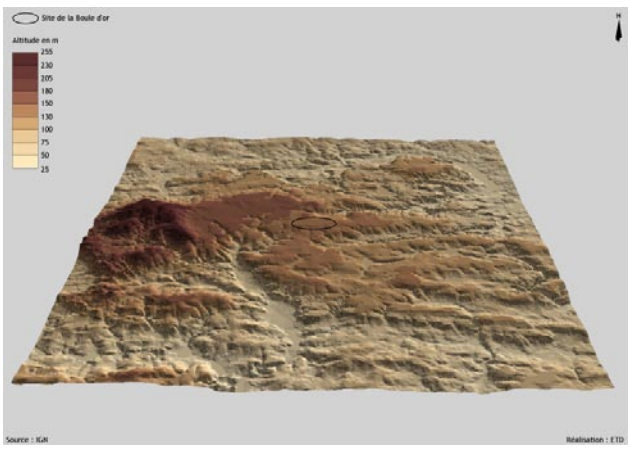 Site de la Boule d'or
N
Altitude en m
255
230
205
180
150
130
100
75
50
25
Source : IGN
Réalisation : ETD